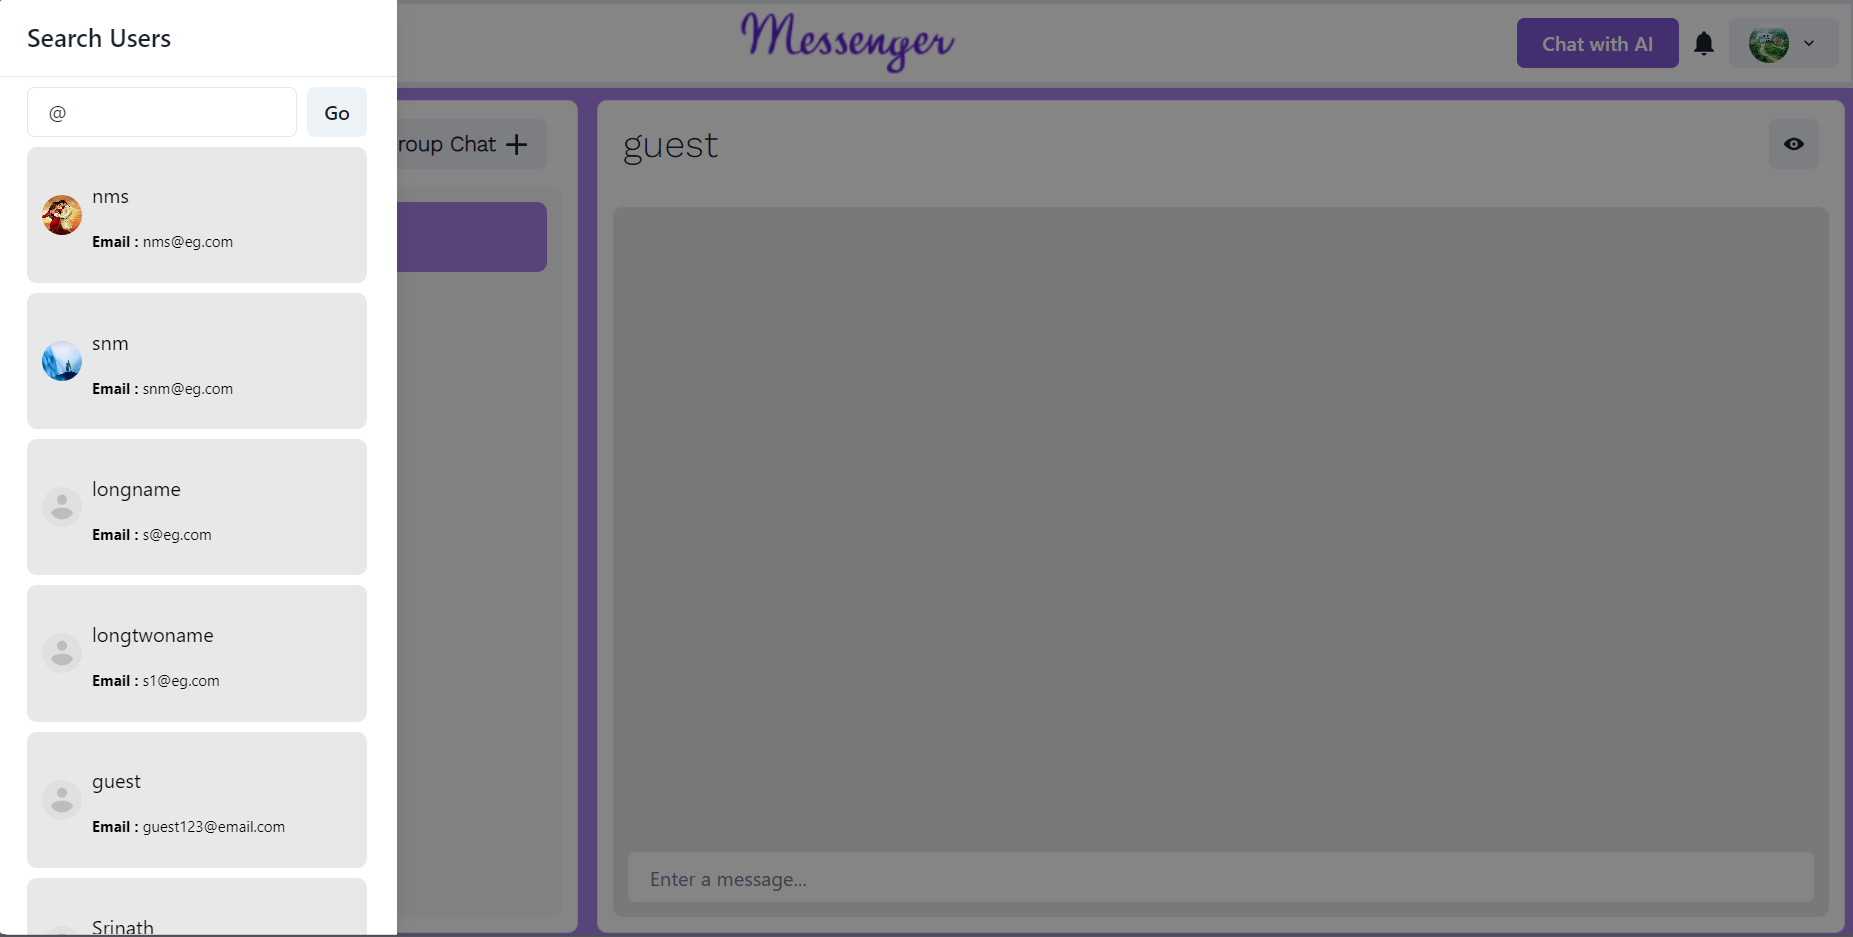 Search Users
@
Go
nms
Email : nms@eg.com
snm
Email : snm@eg.com
longname
Email : s@eg.com
longtwoname
Email : s1@eg.com
guest
Email : guest123@email.com
Srinath
Messenger
Chat with AI
roup Chat
guest
Enter a message...